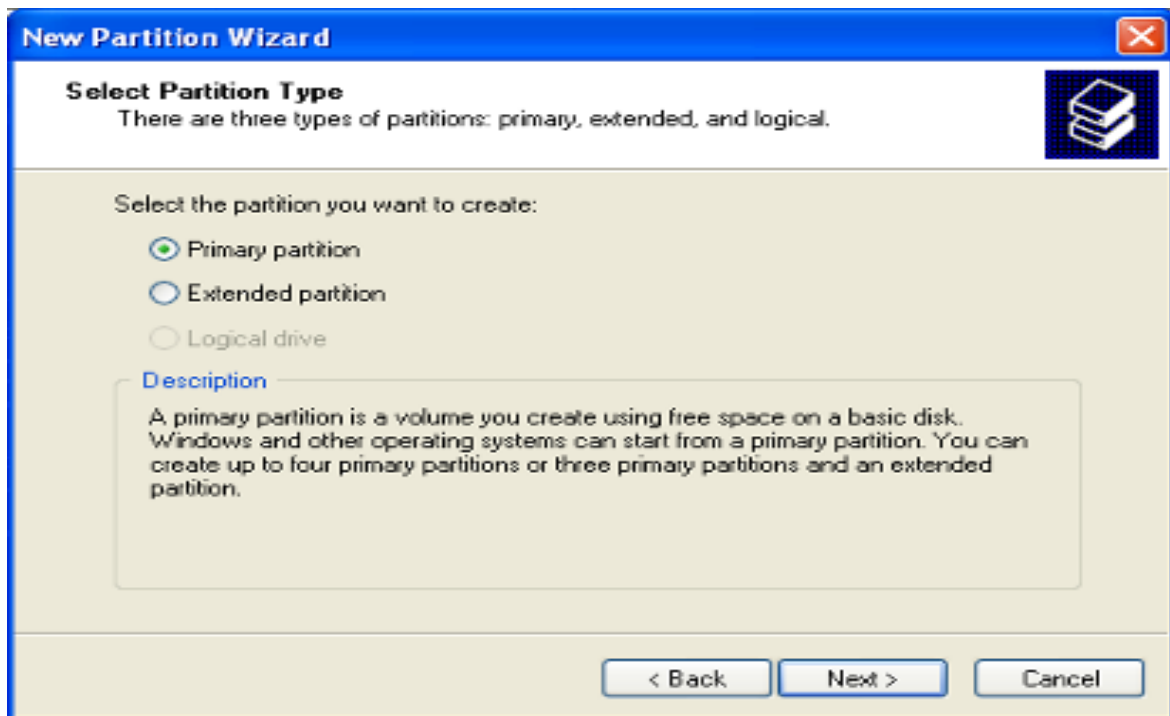 New Partition Wizard
Select Partition Type
There are three types of partitions: primary, extended, and logical.
Select the partition you want to create:
Primary partition
Extended partition
Logical drive
Description
A primary partition is a volume you create using free space on a basic disk.
Windows and other operating systems can start from a primary partition. You can
create up to four primary partitions or three primary partitions and an extended
partition.
< Back
Next >
Cancel